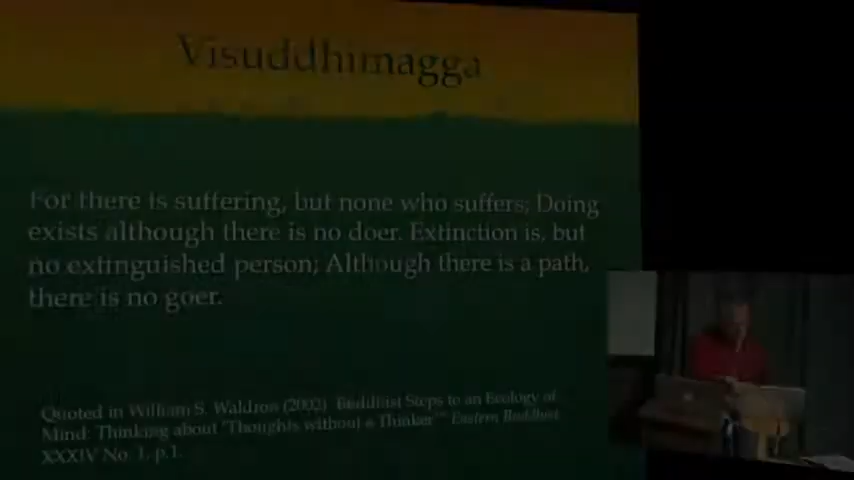 Visuddhimagga
For there is suffering, but none who suffers; Doing
exists although there is no doer. Extinction is, but
no extinguished person; Although there is a path,
there is no goer.
Quoted in William S. Waldron (2002) Buddhist Steps to an Ecology of
Mind: Thinking about "Thoughts without a Thinker" Eastern Buddhist
XXXIV No. 1, p.1.